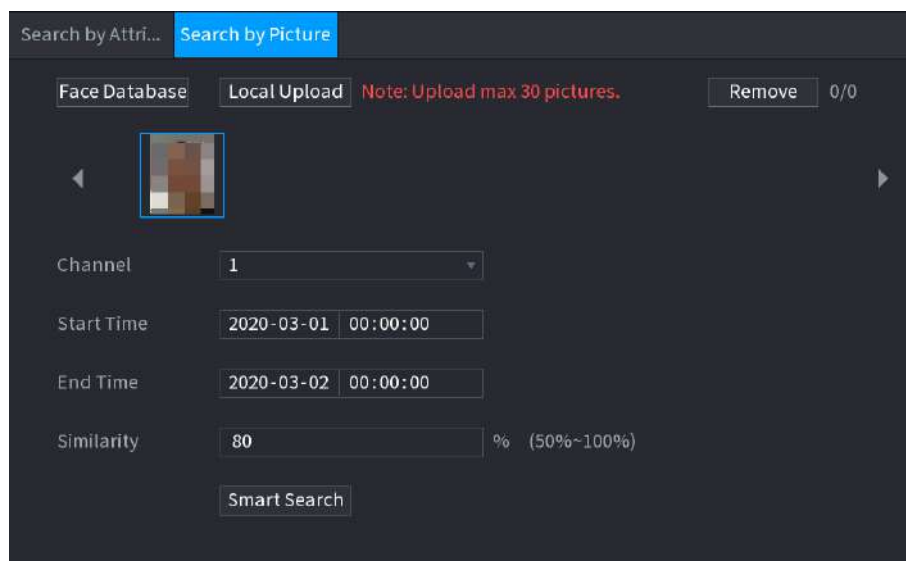 Search by Attri... Search by Picture
Face Database Local Upload Note: Upload max 30 pictures. Remove 0/0
Channel 1
Start Time 2020-03-01 00:00:00
End Time 2020-03-02 00:00:00
Similarity 80 % (50%~100%)
Smart Search